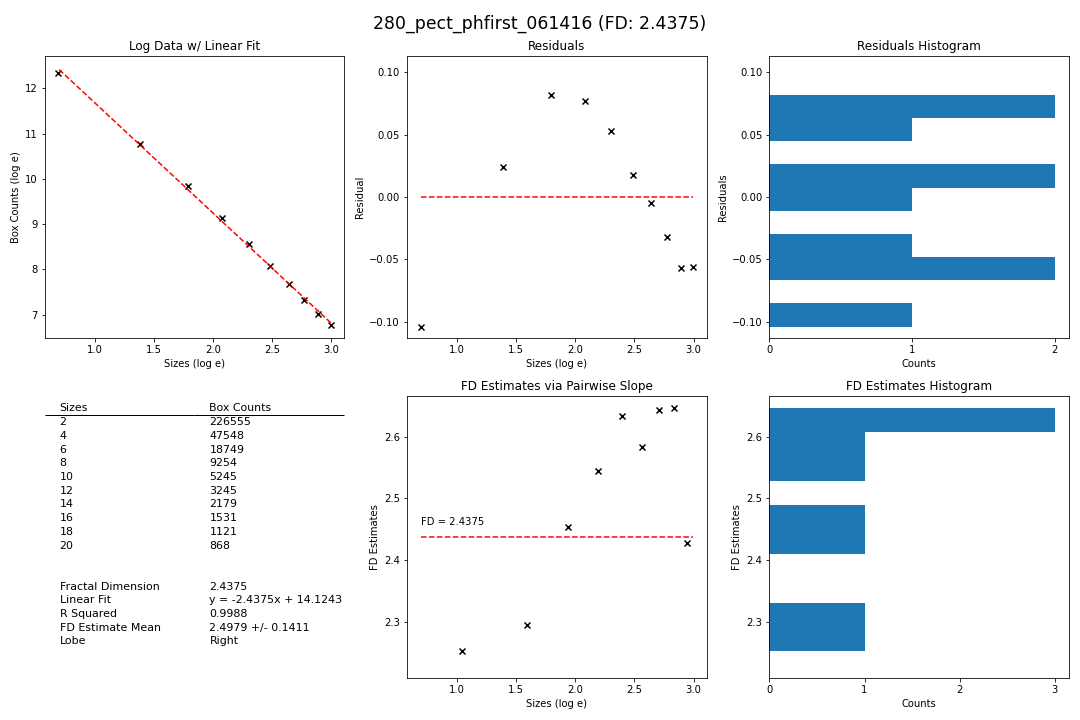 280_pect_phfirst_061416 (FD: 2.4375)
Log Data w/ Linear Fit
Box Counts (log e)
12
11
10
9
8
7
1.0 1.5 2.0 2.5 3.0
Sizes (log e)
Residuals
Residual
0.10
0.05
0.00
−0.05
−0.10
1.0 1.5 2.0 2.5 3.0
Sizes (log e)
Residuals Histogram
Residuals
0.10
0.05
0.00
−0.05
−0.10
0 1 2
Counts
Sizes Box Counts
2 226555
4 47548
6 18749
8 9254
10 5245
12 3245
14 2179
16 1531
18 1121
20 868
Fractal Dimension 2.4375
Linear Fit y = -2.4375x + 14.1243
R Squared 0.9988
FD Estimate Mean 2.4979 +/- 0.1411
Lobe Right
FD Estimates via Pairwise Slope
FD Estimates
2.6
2.5
2.4
2.3
FD = 2.4375
1.0 1.5 2.0 2.5 3.0
Sizes (log e)
FD Estimates Histogram
FD Estimates
2.6
2.5
2.4
2.3
0 1 2 3
Counts